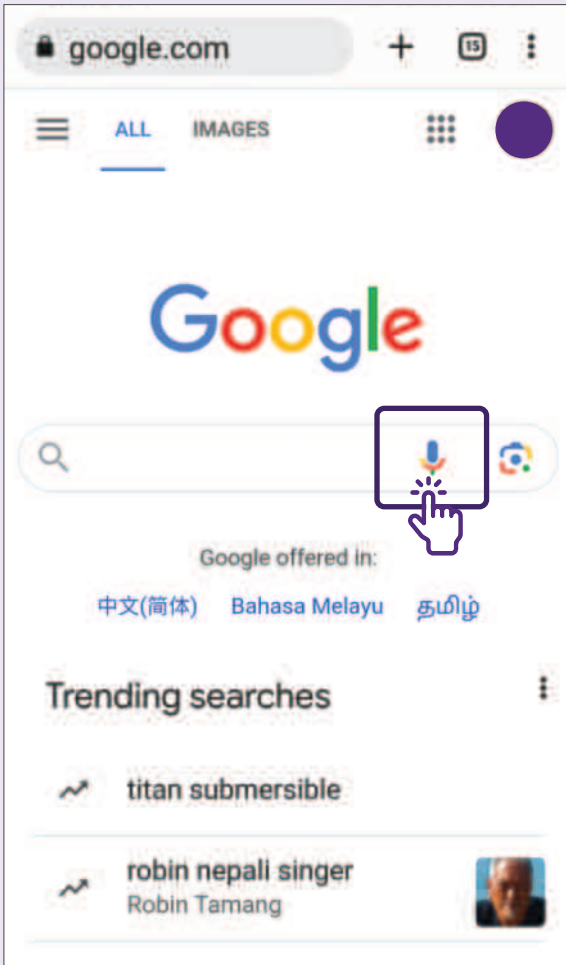 google.com
15
ALL IMAGES
Google
Google offered in:
中文(简体) Bahasa Melayu தமிழ்
Trending searches
titan submersible
robin nepali singer
Robin Tamang